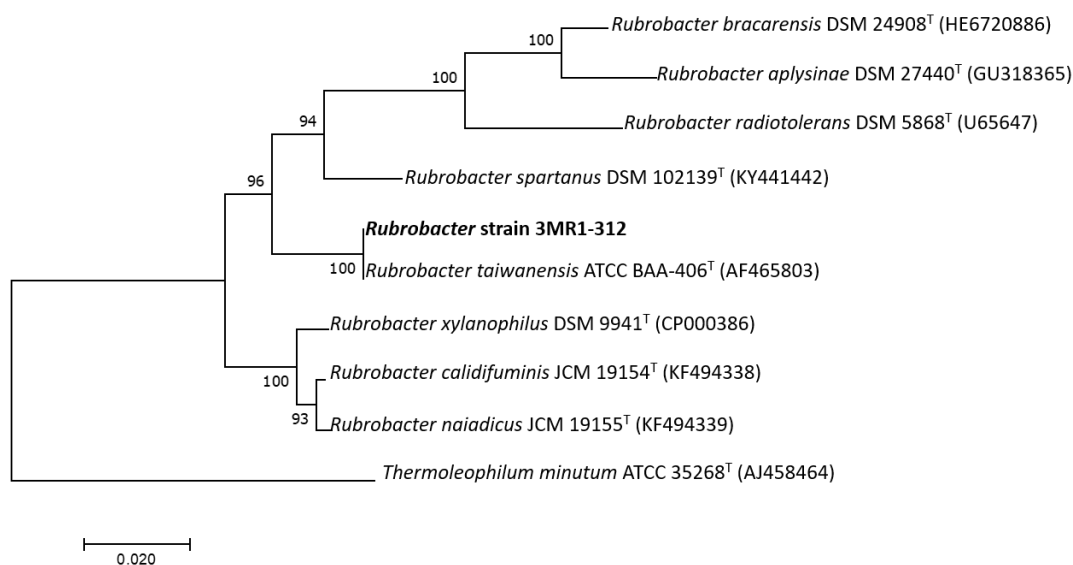 Rubrobacter bracarensis DSM 24908T (HE6720886)
100
Rubrobacter aplysinae DSM 27440T (GU318365)
100
Rubrobacter radiotolerans DSM 5868T (U65647)
94
Rubrobacter spartanus DSM 102139T (KY441442)
96
Rubrobacter strain 3MR1-312
100
Rubrobacter taiwanensis ATCC BAA-406T (AF465803)
Rubrobacter xylanophilus DSM 9941T (CP000386)
100
Rubrobacter calidifuminis JCM 19154T (KF494338)
93
Rubrobacter naiadicus JCM 19155T (KF494339)
Thermoleophilum minutum ATCC 35268T (AJ458464)
0.020